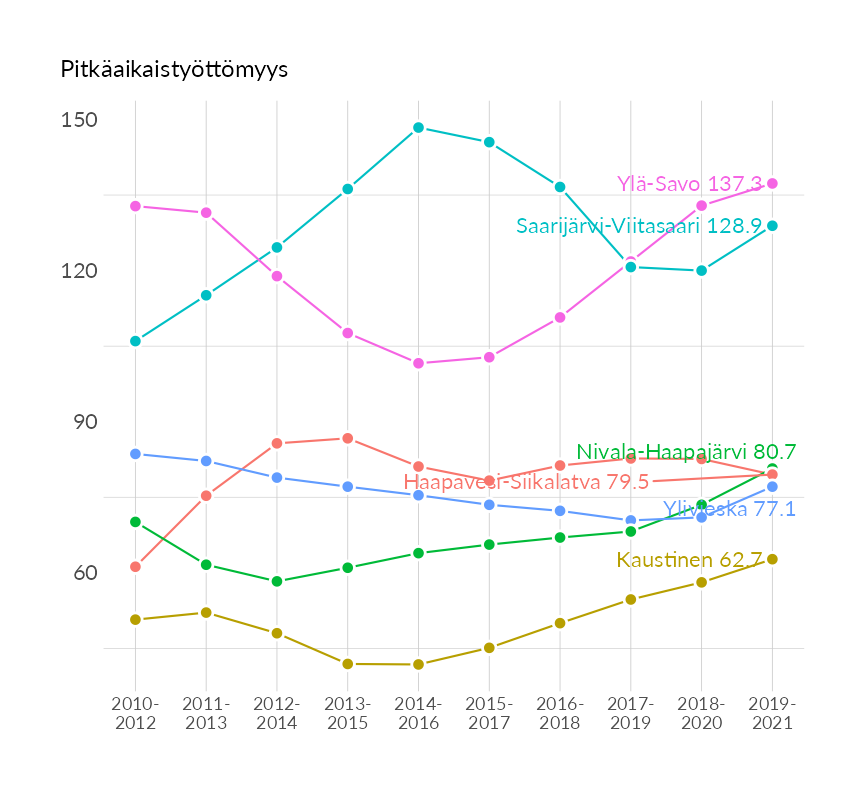 Pitkäaikaistyöttömyys
150
Ylä-Savo 137.3
Saarijärvi-Viitasaari 128.9
120
90
Nivala-Haapajärvi 80.7
Haapavesi-Siikalatva 79.5
Ylivieska 77.1
Kaustinen 62.7
60
2010- 2011- 2012- 2013- 2014- 2015- 2016- 2017- 2018- 2019-
2012 2013 2014 2015 2016 2017 2018 2019 2020 2021